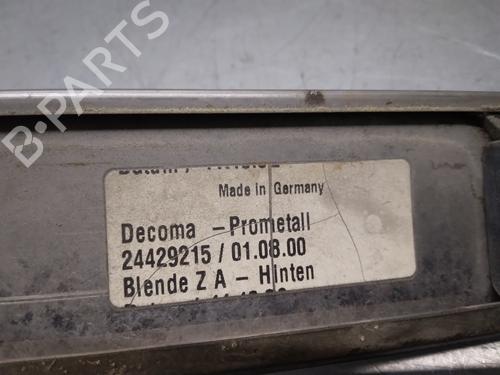 B-PARTS
Made in Germany
Decoma - Prometall
24429215 / 01.08.00
Blende Z A - Hinten